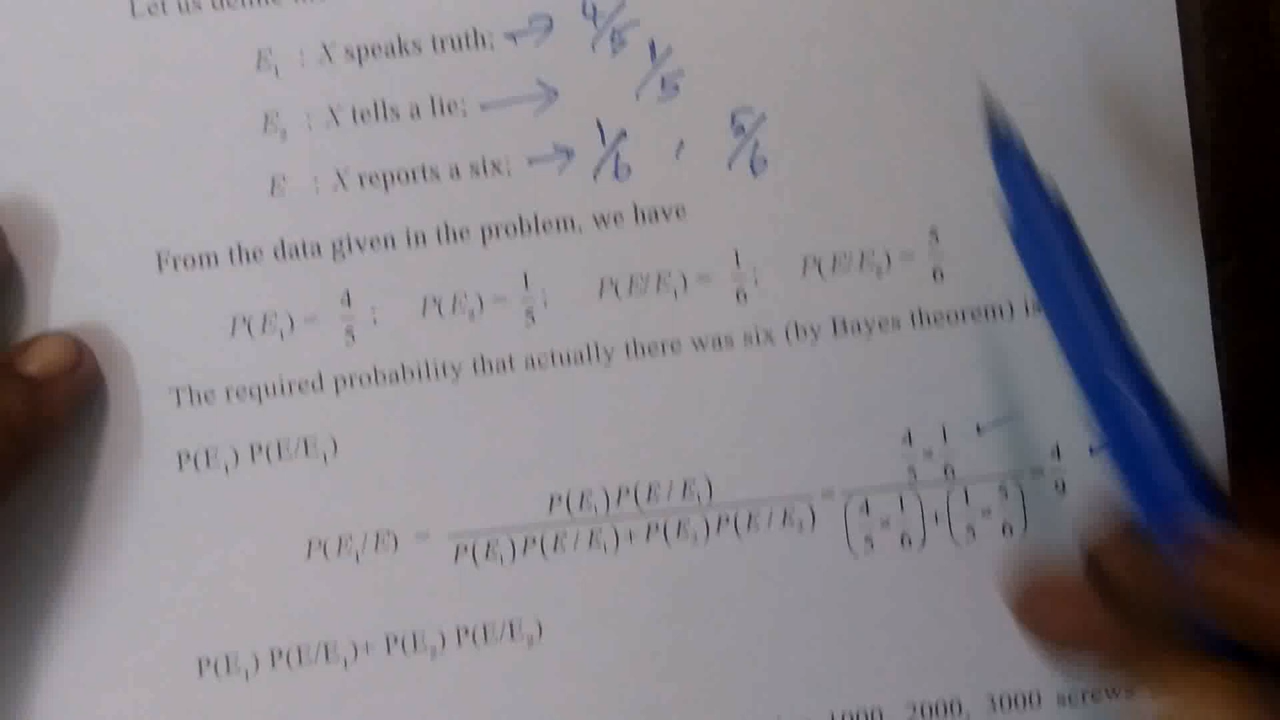 Let us define
E₁ : X speaks truth; → 4/5
E₂ : X tells a lie; → 1/5
E : X reports a six; → 1/6 , 5/6
From the data given in the problem, we have
P(E₁) = 4/5 ; P(E₂) = 1/5 ; P(E/E₁) = 1/6 ; P(E/E₂) = 5/6
The required probability that actually there was six (by Bayes theorem) is
P(E₁) P(E/E₁)
P(E₁/E) = P(E₁)P(E/E₁) / P(E₁)P(E/E₁)+P(E₂)P(E/E₂) = 4/5 × 1/6 / (4/5 × 1/6)+(1/5 × 5/6) = 4/9
P(E₁) P(E/E₁)+ P(E₂) P(E/E₂)
1000, 2000, 3000 screws